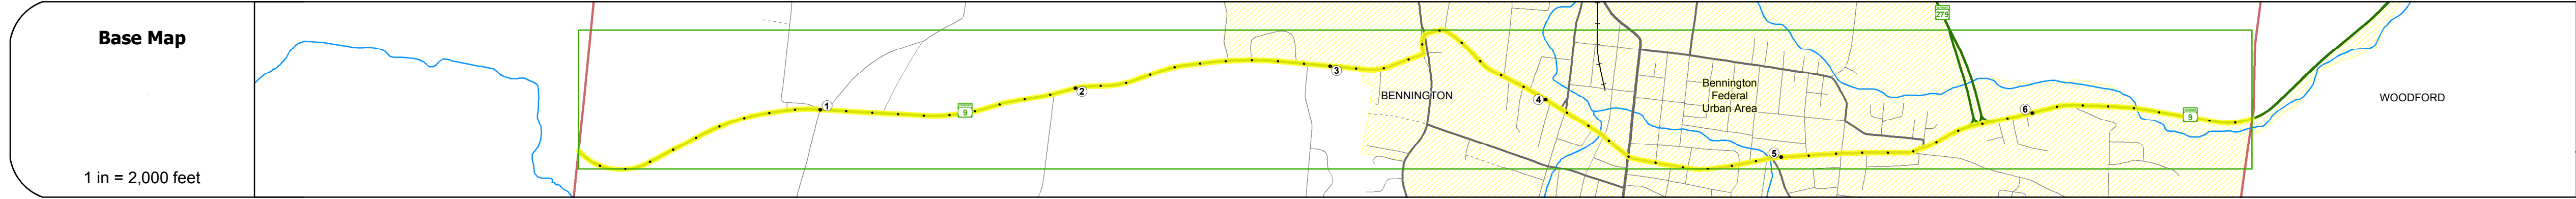 Base Map
1 in = 2,000 feet
1
9
2
3
BENNINGTON
4
Bennington
Federal
Urban Area
5
279
6
9
WOODFORD